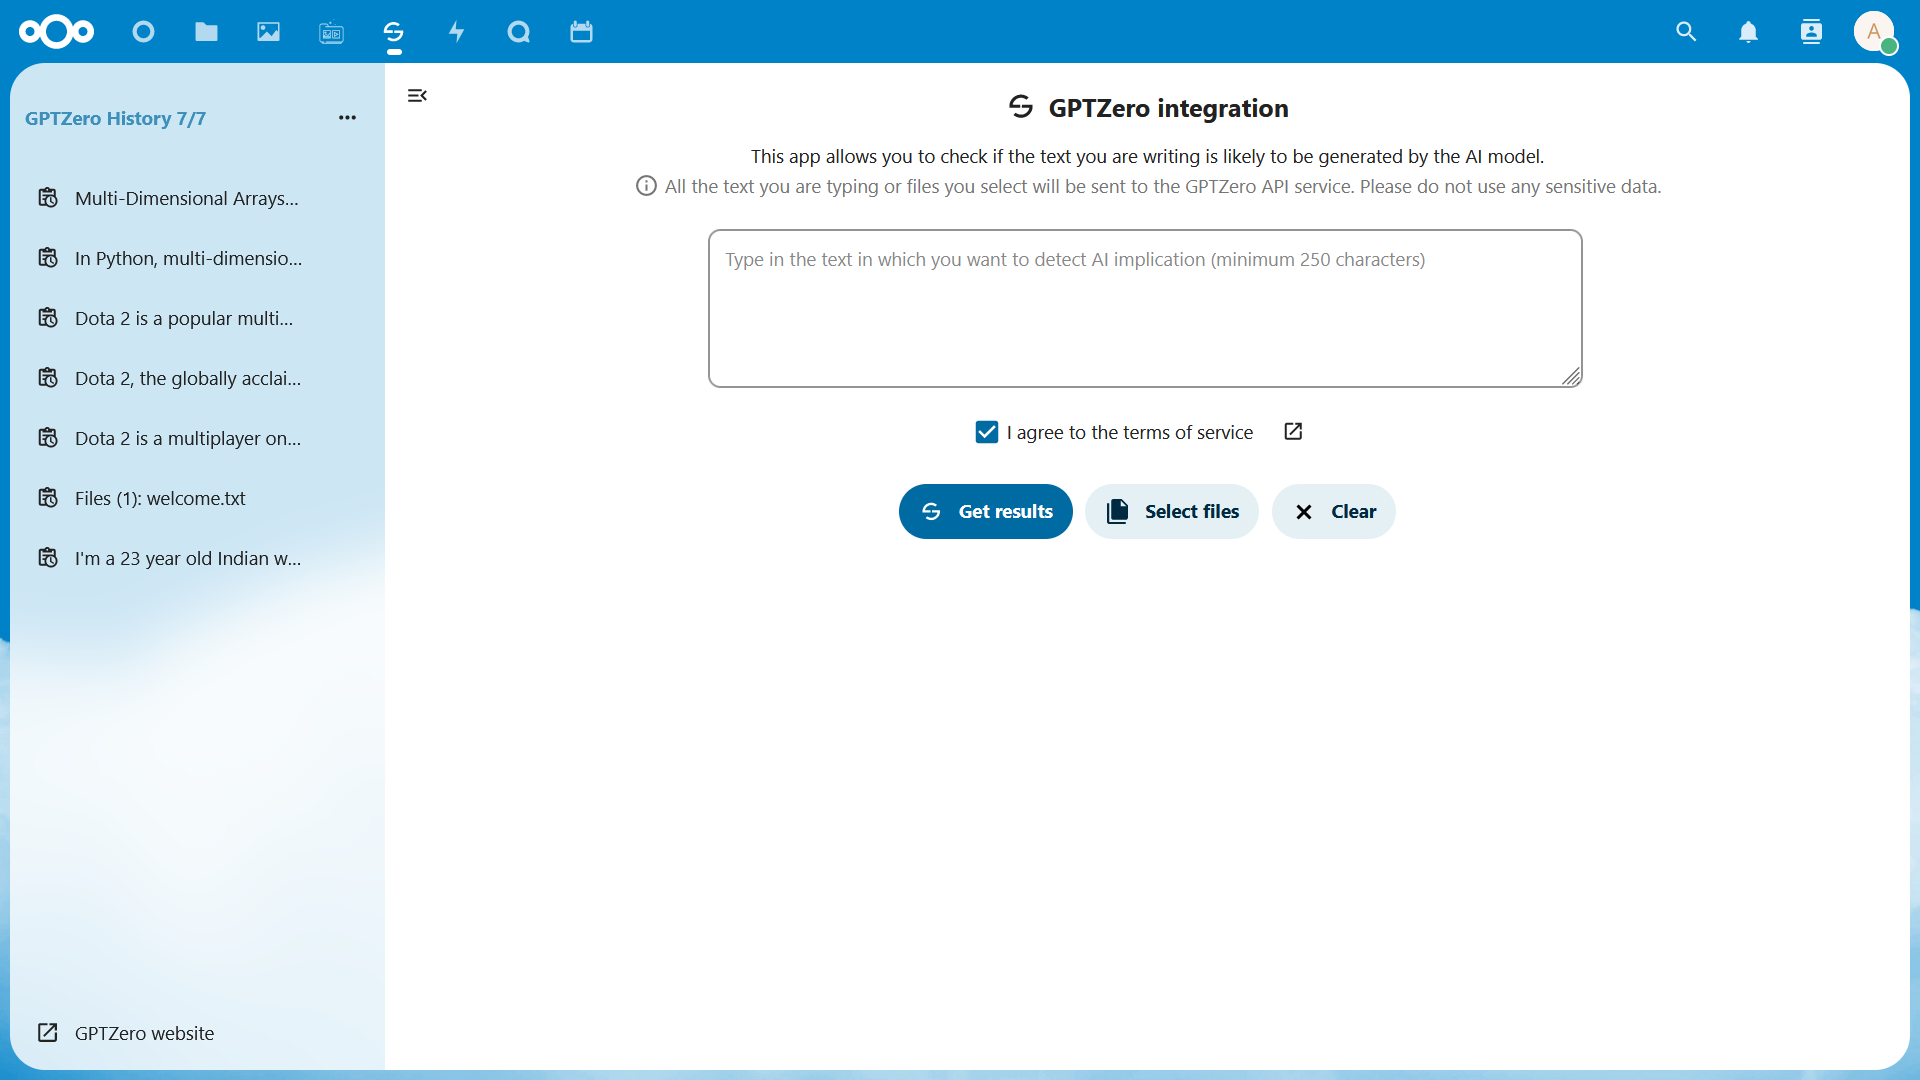 A
GPTZero History 7/7
Multi-Dimensional Arrays...
In Python, multi-dimensio...
Dota 2 is a popular multi...
Dota 2, the globally acclai...
Dota 2 is a multiplayer on...
Files (1): welcome.txt
I'm a 23 year old Indian w...
GPTZero website
GPTZero integration
This app allows you to check if the text you are writing is likely to be generated by the AI model.
All the text you are typing or files you select will be sent to the GPTZero API service. Please do not use any sensitive data.
Type in the text in which you want to detect AI implication (minimum 250 characters)
I agree to the terms of service
Get results Select files Clear